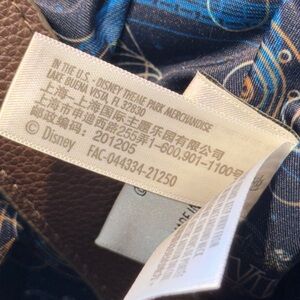 IN THE U.S. - DISNEY THEME PARK MERCHANDISE
LAKE BUENA VISTA, FL 32830
上海－上海国际主题乐园有限公司
上海市申迪西路255弄1-600,901-1100号
邮政编码：201205
© Disney FAC-044334-21250
MADE IN